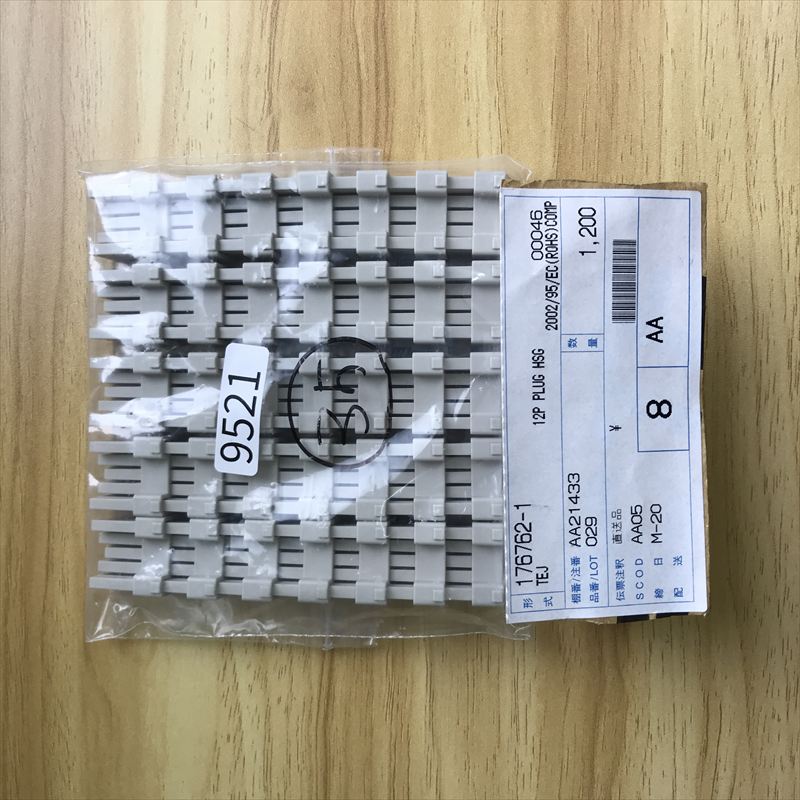 9521
形式 176762-1
TEJ 12P PLUG HSG 00046
2002/95/EC(ROHS)COMP
棚番/注番 AA21433 数量 1,200
品番/LOT 029
伝票注釈 直送品 ¥
SCOD AA05
締日 M-20 8 AA
配送